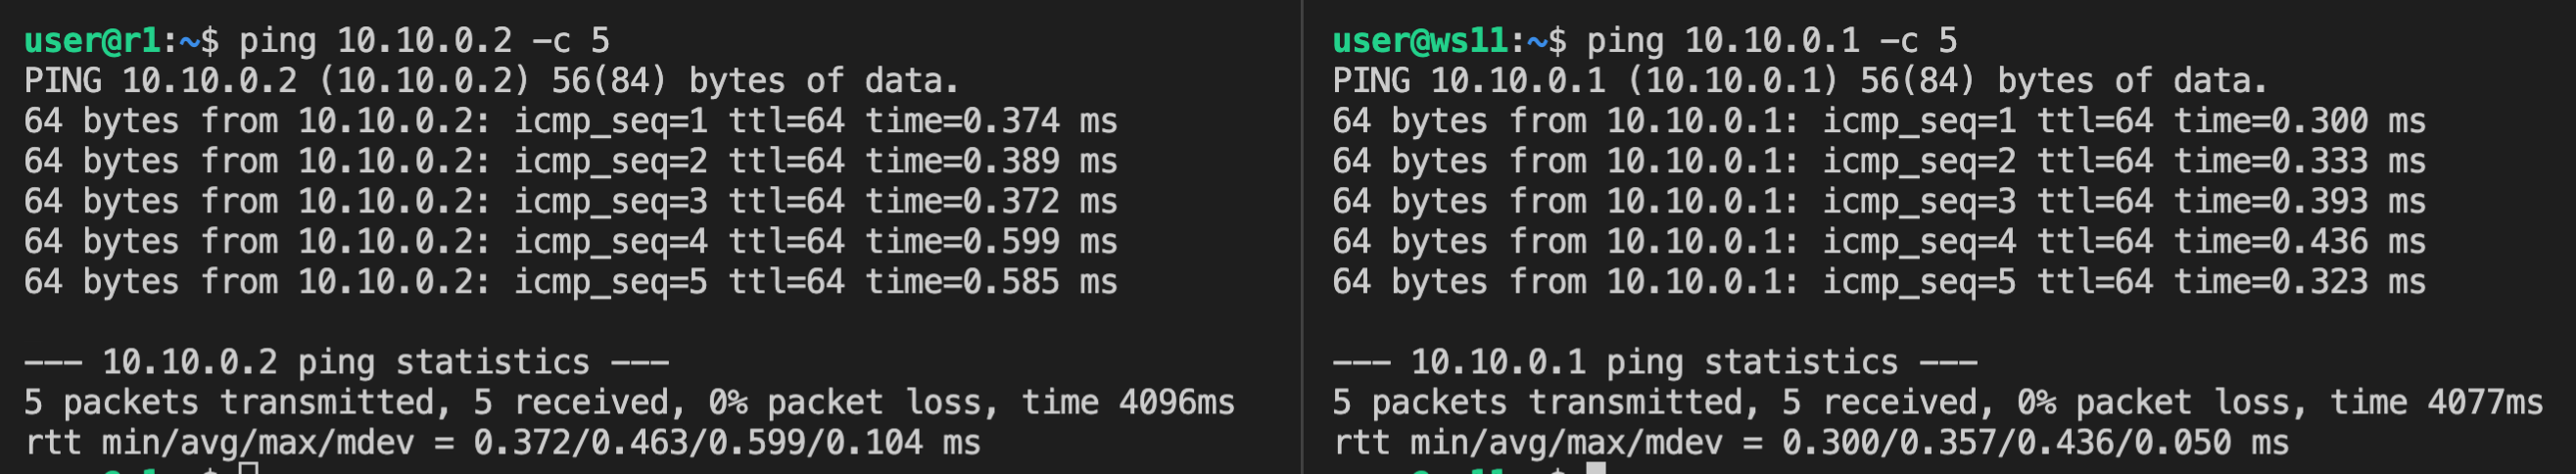 user@r1:~$ ping 10.10.0.2 -c 5
PING 10.10.0.2 (10.10.0.2) 56(84) bytes of data.
64 bytes from 10.10.0.2: icmp_seq=1 ttl=64 time=0.374 ms
64 bytes from 10.10.0.2: icmp_seq=2 ttl=64 time=0.389 ms
64 bytes from 10.10.0.2: icmp_seq=3 ttl=64 time=0.372 ms
64 bytes from 10.10.0.2: icmp_seq=4 ttl=64 time=0.599 ms
64 bytes from 10.10.0.2: icmp_seq=5 ttl=64 time=0.585 ms
--- 10.10.0.2 ping statistics ---
5 packets transmitted, 5 received, 0% packet loss, time 4096ms
rtt min/avg/max/mdev = 0.372/0.463/0.599/0.104 ms
user@ws11:~$ ping 10.10.0.1 -c 5
PING 10.10.0.1 (10.10.0.1) 56(84) bytes of data.
64 bytes from 10.10.0.1: icmp_seq=1 ttl=64 time=0.300 ms
64 bytes from 10.10.0.1: icmp_seq=2 ttl=64 time=0.333 ms
64 bytes from 10.10.0.1: icmp_seq=3 ttl=64 time=0.393 ms
64 bytes from 10.10.0.1: icmp_seq=4 ttl=64 time=0.436 ms
64 bytes from 10.10.0.1: icmp_seq=5 ttl=64 time=0.323 ms
--- 10.10.0.1 ping statistics ---
5 packets transmitted, 5 received, 0% packet loss, time 4077ms
rtt min/avg/max/mdev = 0.300/0.357/0.436/0.050 ms